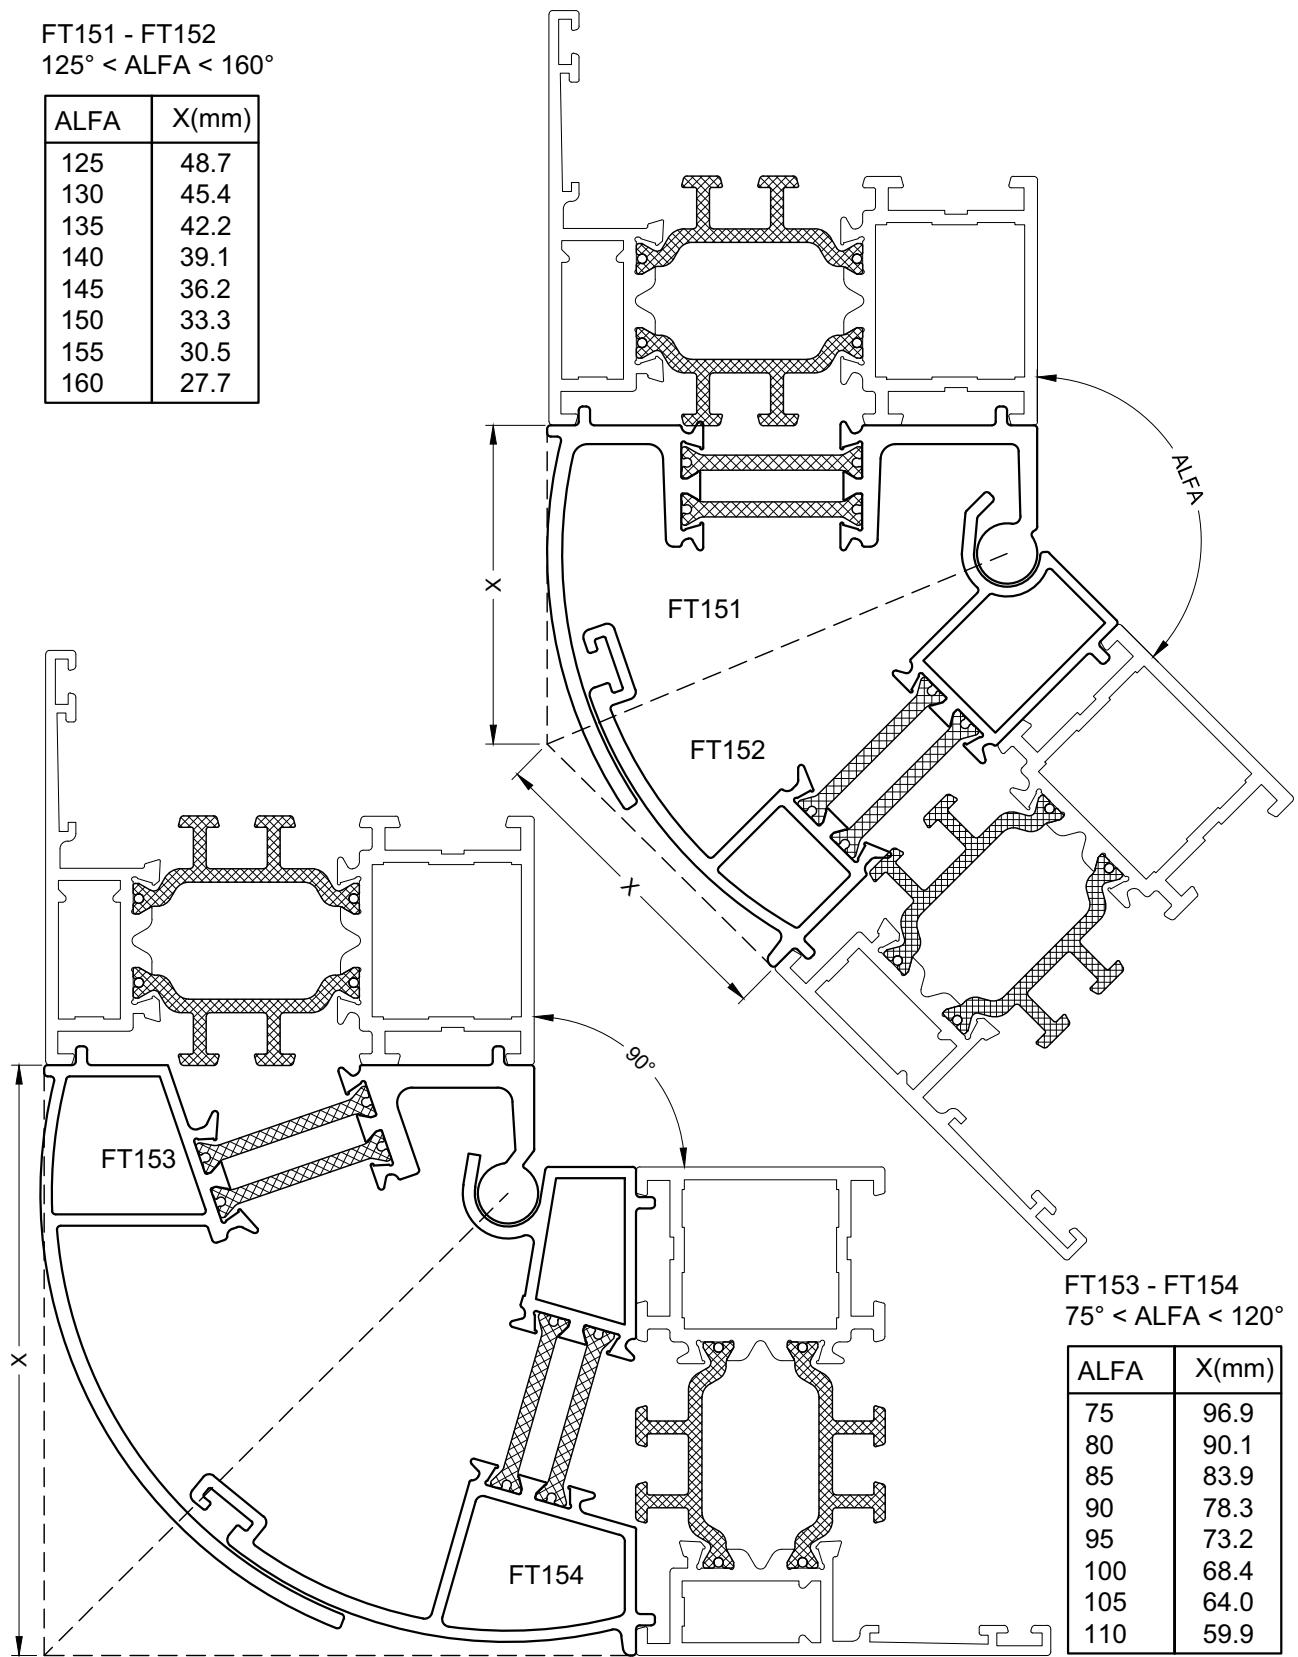 FT151 - FT152
125° < ALFA < 160°
ALFA X(mm)
125 48.7
130 45.4
135 42.2
140 39.1
145 36.2
150 33.3
155 30.5
160 27.7
ALFA
X
FT151
FT152
X
90°
FT153
X
FT154
FT153 - FT154
75° < ALFA < 120°
ALFA X(mm)
75 96.9
80 90.1
85 83.9
90 78.3
95 73.2
100 68.4
105 64.0
110 59.9